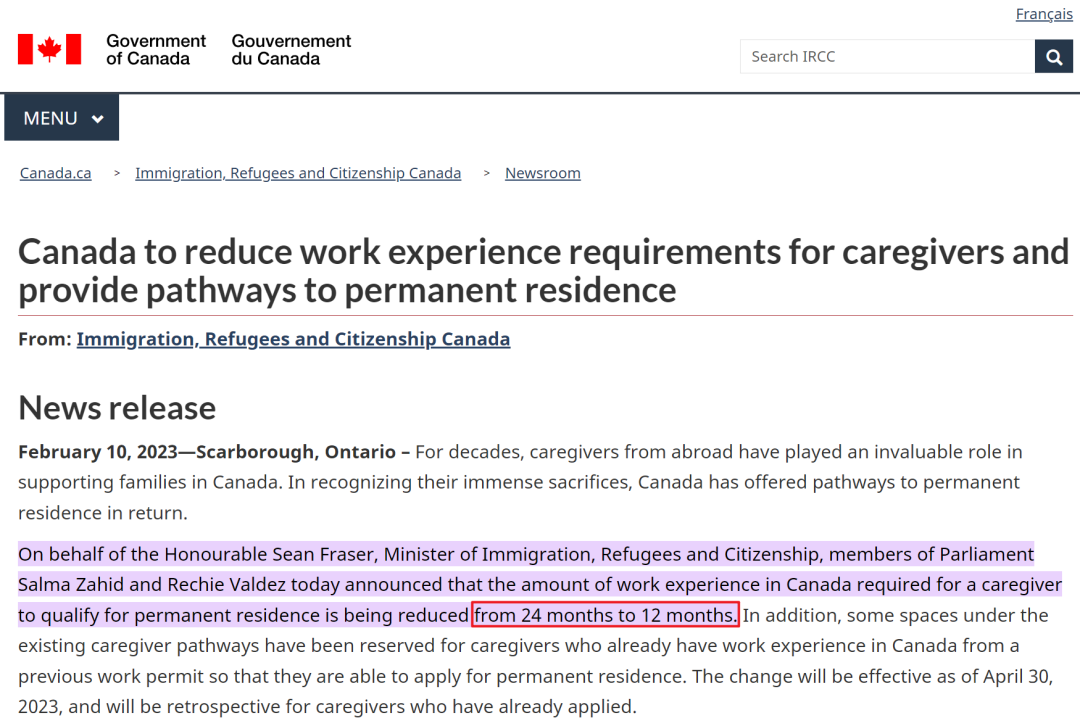 Français
Government
of Canada
Gouvernement
du Canada
Search IRCC
MENU
Canada.ca > Immigration, Refugees and Citizenship Canada > Newsroom
Canada to reduce work experience requirements for caregivers and
provide pathways to permanent residence
From: Immigration, Refugees and Citizenship Canada
News release
February 10, 2023—Scarborough, Ontario – For decades, caregivers from abroad have played an invaluable role in
supporting families in Canada. In recognizing their immense sacrifices, Canada has offered pathways to permanent
residence in return.
On behalf of the Honourable Sean Fraser, Minister of Immigration, Refugees and Citizenship, members of Parliament
Salma Zahid and Rechie Valdez today announced that the amount of work experience in Canada required for a caregiver
to qualify for permanent residence is being reduced from 24 months to 12 months. In addition, some spaces under the
existing caregiver pathways have been reserved for caregivers who already have work experience in Canada from a
previous work permit so that they are able to apply for permanent residence. The change will be effective as of April 30,
2023, and will be retrospective for caregivers who have already applied.